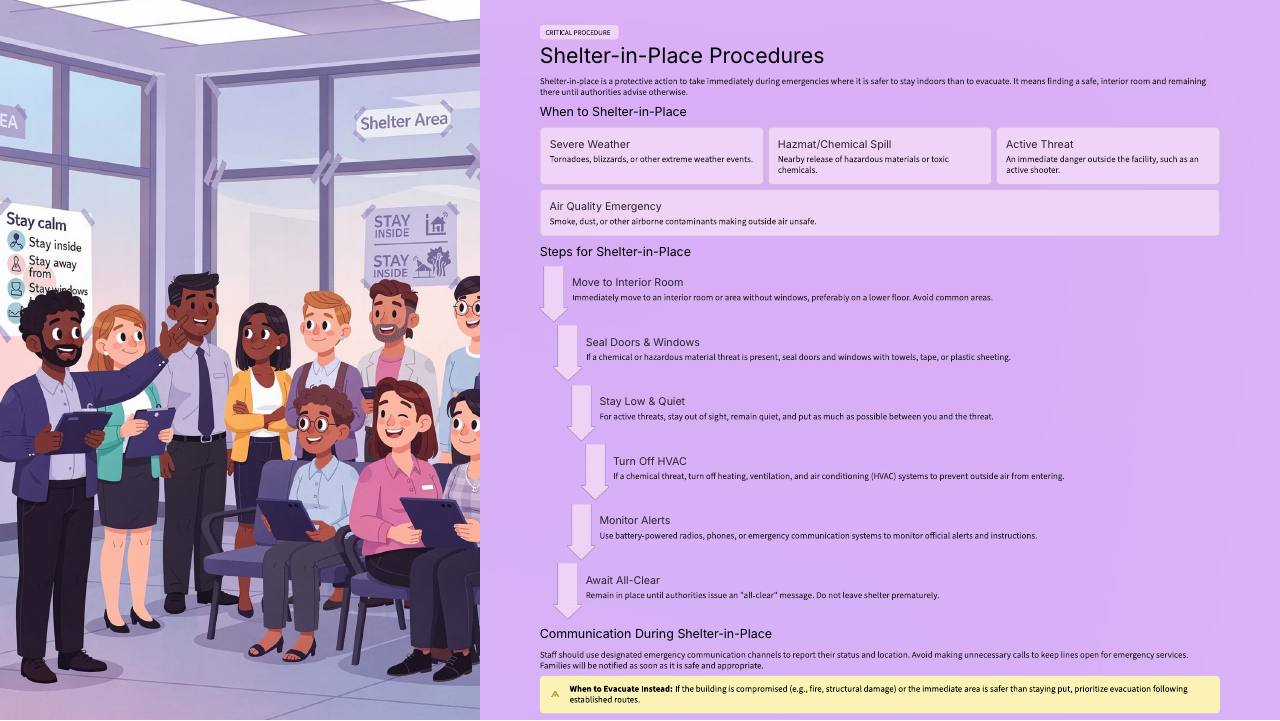 EA
Shelter Area
Stay calm
Stay inside
Stay away
from
Stay windows
STAY
INSIDE
STAY
INSIDE
CRITICAL PROCEDURE
Shelter-in-Place Procedures
Shelter-in-place is a protective action to take immediately during emergencies where it is safer to stay indoors than to evacuate. It means finding a safe, interior room and remaining
there until authorities advise otherwise.
When to Shelter-in-Place
Severe Weather
Tornadoes, blizzards, or other extreme weather events.
Hazmat/Chemical Spill
Nearby release of hazardous materials or toxic
chemicals.
Active Threat
An immediate danger outside the facility, such as an
active shooter.
Air Quality Emergency
Smoke, dust, or other airborne contaminants making outside air unsafe.
Steps for Shelter-in-Place
Move to Interior Room
Immediately move to an interior room or area without windows, preferably on a lower floor. Avoid common areas.
Seal Doors & Windows
If a chemical or hazardous material threat is present, seal doors and windows with towels, tape, or plastic sheeting.
Stay Low & Quiet
For active threats, stay out of sight, remain quiet, and put as much as possible between you and the threat.
Turn Off HVAC
If a chemical threat, turn off heating, ventilation, and air conditioning (HVAC) systems to prevent outside air from entering.
Monitor Alerts
Use battery-powered radios, phones, or emergency communication systems to monitor official alerts and instructions.
Await All-Clear
Remain in place until authorities issue an "all-clear" message. Do not leave shelter prematurely.
Communication During Shelter-in-Place
Staff should use designated emergency communication channels to report their status and location. Avoid making unnecessary calls to keep lines open for emergency services.
Families will be notified as soon as it is safe and appropriate.
When to Evacuate Instead: If the building is compromised (e.g., fire, structural damage) or the immediate area is safer than staying put, prioritize evacuation following
established routes.